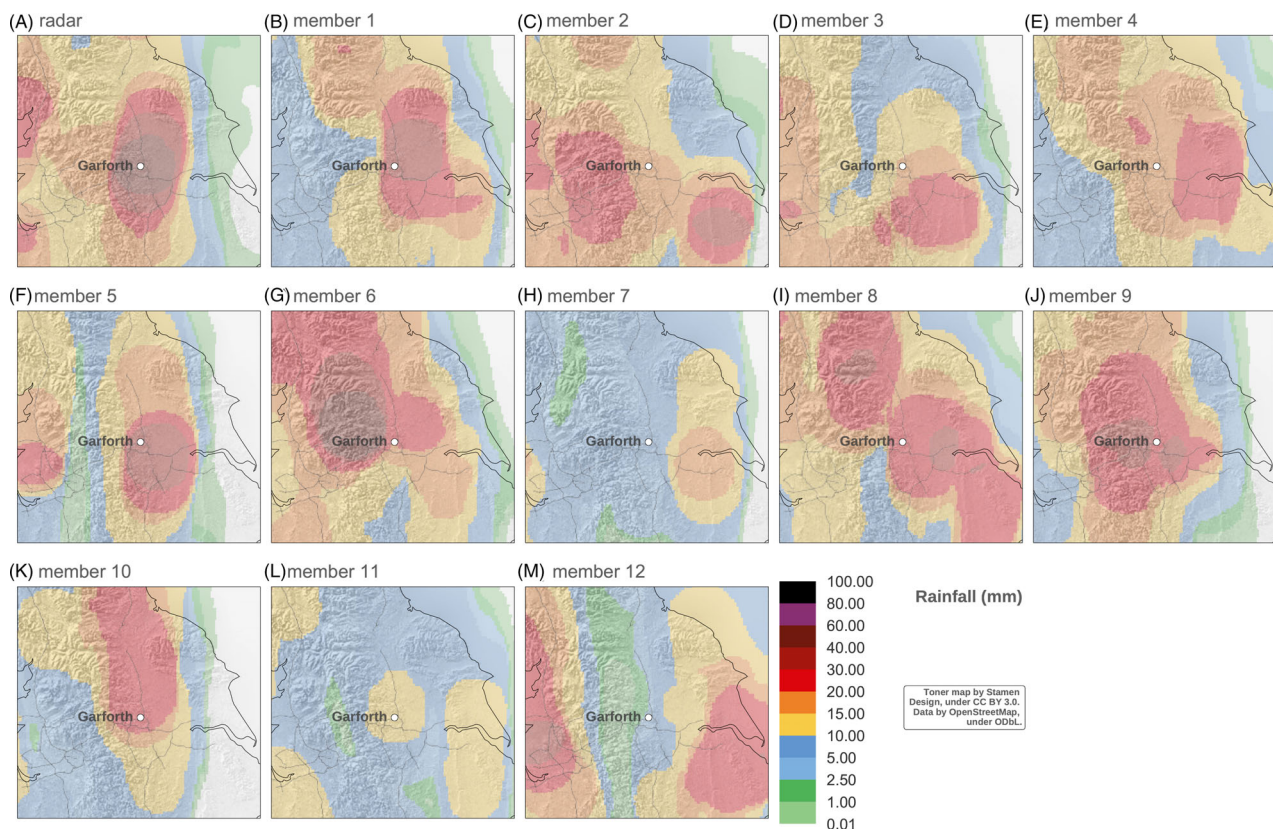 (A) radar
(B) member 1
(C) member 2
(D) member 3
(E) member 4
Garforth
Garforth
Garforth
Garforth
Garforth
(F) member 5
(G) member 6
(H) member 7
(I) member 8
(J) member 9
Garforth
Garforth
Garforth
Garforth
Garforth
(K) member 10
(L) member 11
(M) member 12
Garforth
Garforth
Garforth
100.00
80.00
60.00
40.00
30.00
20.00
15.00
10.00
5.00
2.50
1.00
0.01
Rainfall (mm)
Toner map by Stamen
Design, under CC BY 3.0.
Data by OpenStreetMap,
under ODbL.